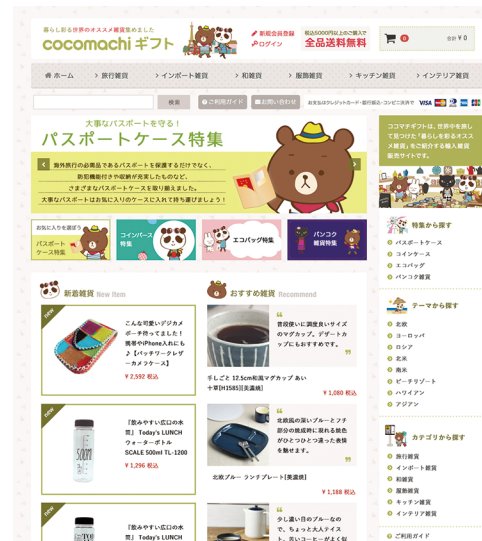 暮らし彩る世界のオススメ雑貨集めました
cocomachi ギフト
新規会員登録
ログイン
税込5000円以上のご購入で
全品送料無料
0
合計 ¥ 0
ホーム
旅行雑貨
インポート雑貨
和雑貨
服飾雑貨
キッチン雑貨
インテリア雑貨
検索
ご利用ガイド
お問い合わせ
お支払はクレジットカード・銀行振込・コンビニ決済で
VISA
大事なパスポートを守る！
パスポートケース特集
海外旅行の必需品であるパスポートを保護するだけでなく、
防犯機能付きや収納が充実したものなど、
さまざまなパスポートケースを取り揃えました。
大事なパスポートはお気に入りのケースに入れて持ち運びましょう！
お気に入りを選ぼう
パスポート
ケース特集
コインパース
特集
エコバッグ特集
バンコク
雑貨特集
新着雑貨 New Item
new
こんな可愛いデジカメ
ポーチ待ってました！
携帯やiPhone入れにも
♪【パッチワークレザ
ーカメラケース】
¥ 2,592 税込
new
『飲みやすい広口の水
筒』 Today's LUNCH
ウォーターボトル
SCALE 500ml TL-1200
¥ 1,296 税込
500ml
new
『飲みやすい広口の水
筒』 Today's LUNCH
おすすめ雑貨 Recommend
普段使いに調度良いサイズ
のマグカップ。デザートカ
ップにもおすすめです。
手しごと 12.5cm和風マグカップ あい
十草[H1255][美濃焼]
¥ 1,080 税込
北欧風の深いブルーとフチ
部分の焼成時に現れる鉄色
がひとつひとつ違った表情
を魅せます。
北欧ブルー ランチプレート[美濃焼]
¥ 1,188 税込
少し濃い目のブルーなの
で、ちょっと大人テイス
ト。苦いコーヒーがよく似
ココマチギフトは、世界中を旅し
て見つけた「暮らしを彩るオスス
メ雑貨」をご紹介する輸入雑貨
販売サイトです。
特集から探す
パスポートケース
コインケース
エコバッグ
バンコク雑貨
テーマから探す
北欧
ヨーロッパ
ロシア
北米
南米
ビーチリゾート
ハワイアン
アジアン
カテゴリから探す
旅行雑貨
インポート雑貨
和雑貨
服飾雑貨
キッチン雑貨
インテリア雑貨
ご利用ガイド